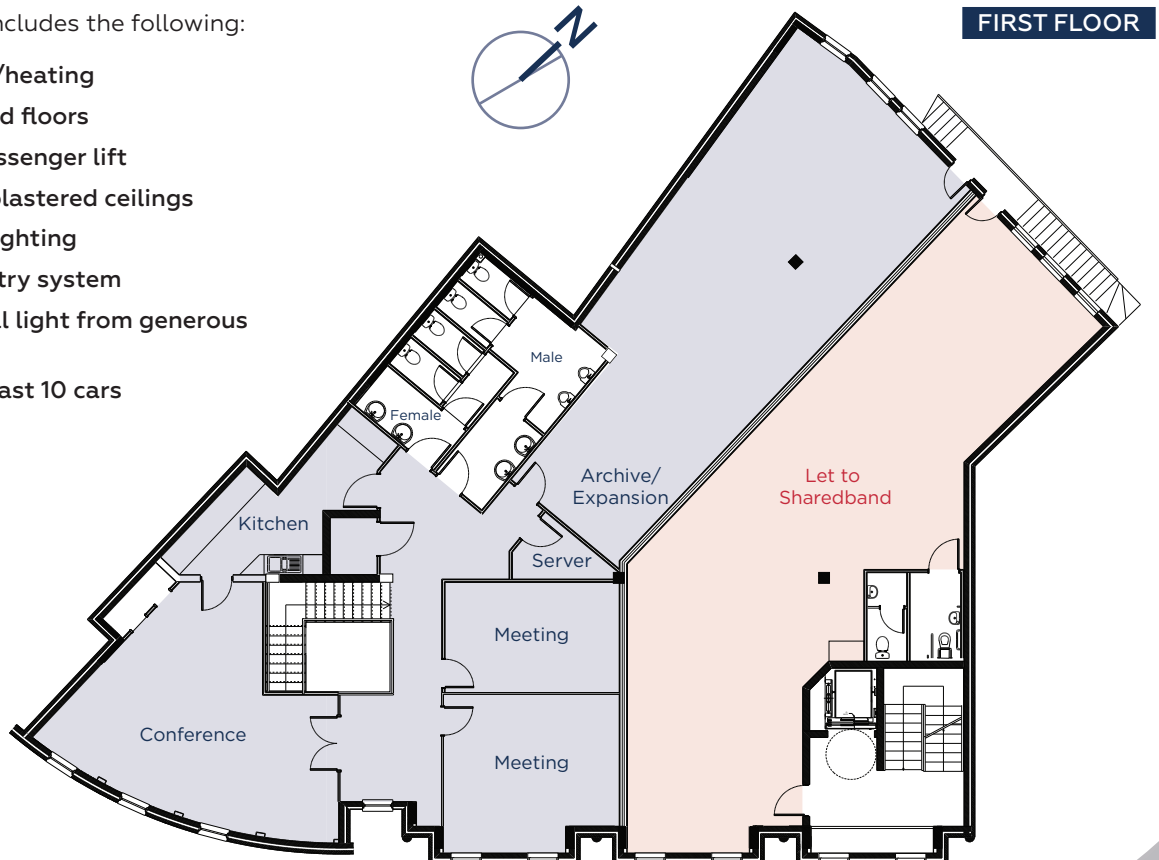 ncludes the following:
/heating
d floors
ssenger lift
plastered ceilings
ghting
try system
l light from generous
ast 10 cars
N
FIRST FLOOR
Male
Female
Archive/
Expansion
Let to
Sharedband
Kitchen
Server
Meeting
Conference
Meeting